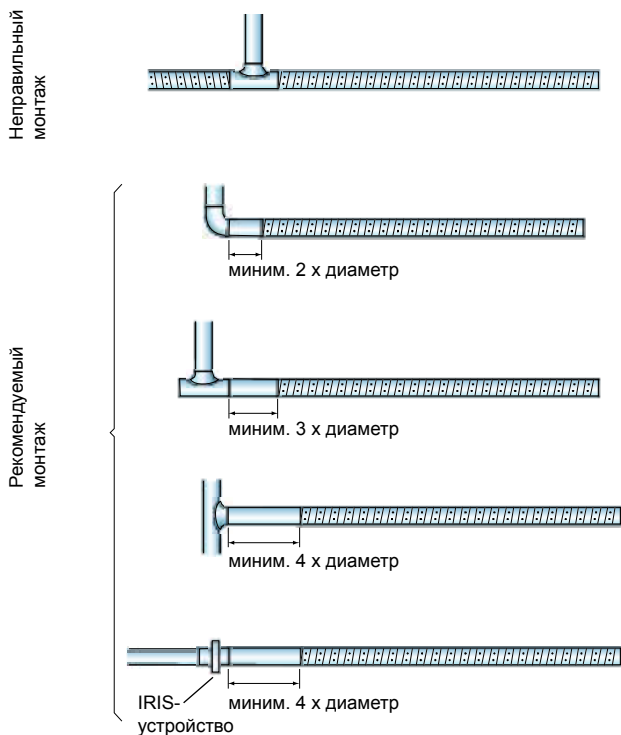 Неправильный
монтаж
миним. 2 x диаметр
Рекомендуемый
монтаж
миним. 3 x диаметр
миним. 4 x диаметр
IRIS-
устройство
миним. 4 x диаметр